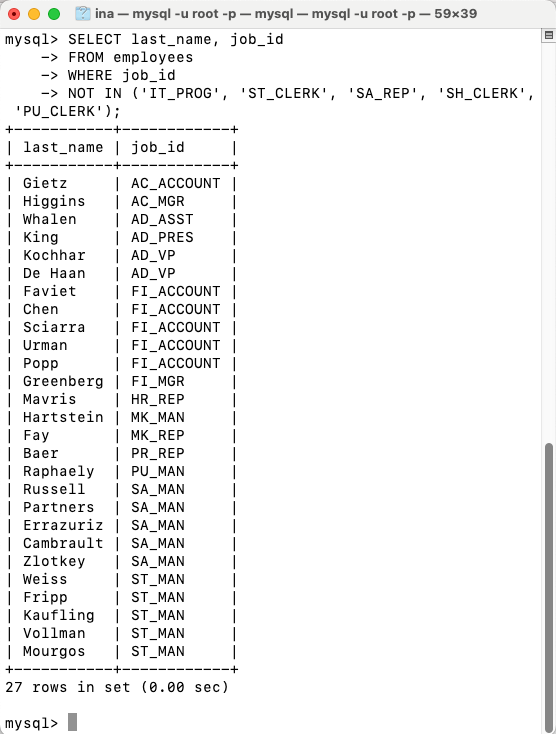 ina — mysql -u root -p — mysql — mysql -u root -p — 59×39
mysql> SELECT last_name, job_id
    -> FROM employees
    -> WHERE job_id
    -> NOT IN ('IT_PROG', 'ST_CLERK', 'SA_REP', 'SH_CLERK',
 'PU_CLERK');
+-----------+------------+
| last_name | job_id     |
+-----------+------------+
| Gietz     | AC_ACCOUNT |
| Higgins   | AC_MGR     |
| Whalen    | AD_ASST    |
| King      | AD_PRES    |
| Kochhar   | AD_VP      |
| De Haan   | AD_VP      |
| Faviet    | FI_ACCOUNT |
| Chen      | FI_ACCOUNT |
| Sciarra   | FI_ACCOUNT |
| Urman     | FI_ACCOUNT |
| Popp      | FI_ACCOUNT |
| Greenberg | FI_MGR     |
| Mavris    | HR_REP     |
| Hartstein | MK_MAN     |
| Fay       | MK_REP     |
| Baer      | PR_REP     |
| Raphaely  | PU_MAN     |
| Russell   | SA_MAN     |
| Partners  | SA_MAN     |
| Errazuriz | SA_MAN     |
| Cambrault | SA_MAN     |
| Zlotkey   | SA_MAN     |
| Weiss     | ST_MAN     |
| Fripp     | ST_MAN     |
| Kaufling  | ST_MAN     |
| Vollman   | ST_MAN     |
| Mourgos   | ST_MAN     |
+-----------+------------+
27 rows in set (0.00 sec)
mysql>